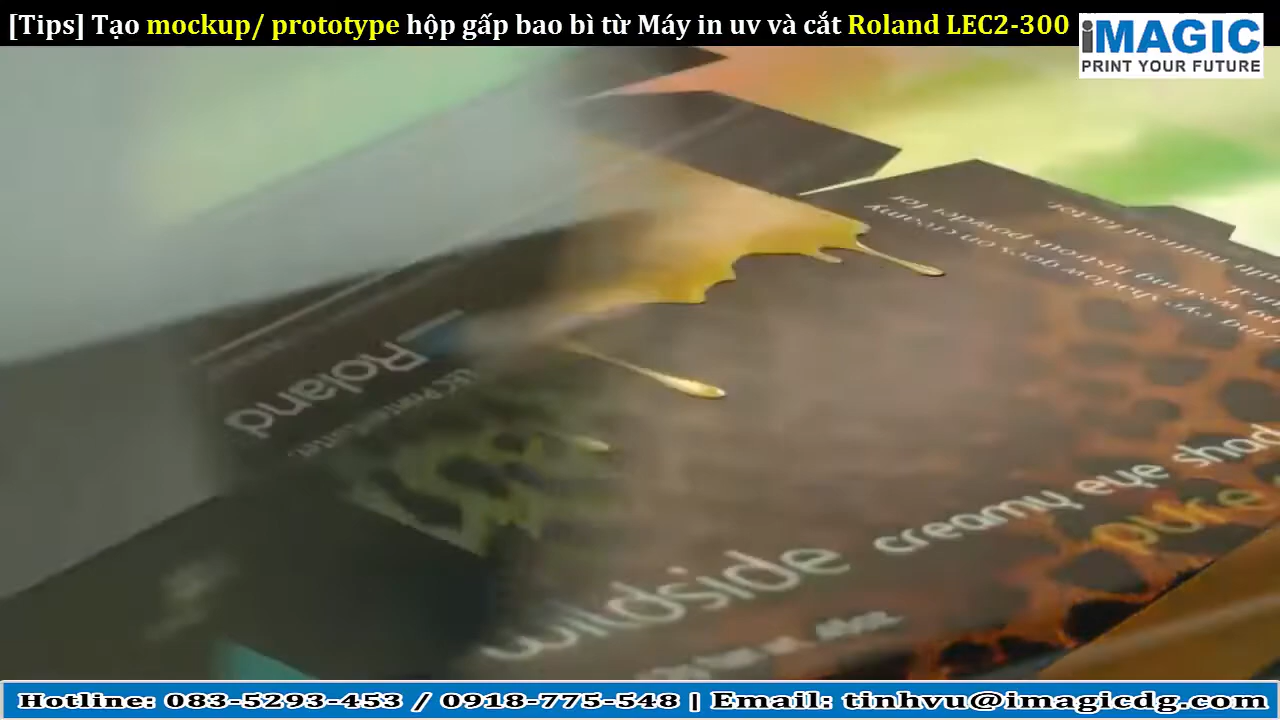 [Tips] Tạo mockup/ prototype hộp gấp bao bì từ Máy in uv và cắt Roland LEC2-300
iMAGIC
PRINT YOUR FUTURE
Roland
wildside
creamy eye shad
pure
Hotline: 083-5293-453 / 0918-775-548 | Email: tinhvu@imagicdg.com